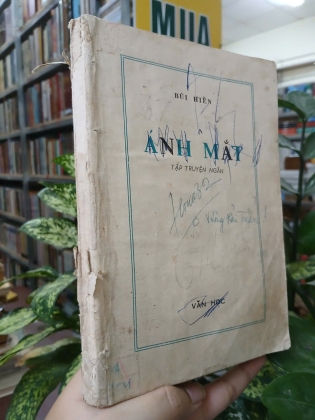 MUA
BÙI HIỂN
ÁNH MẮT
TẬP TRUYỆN NGẮN
VĂN HỌC